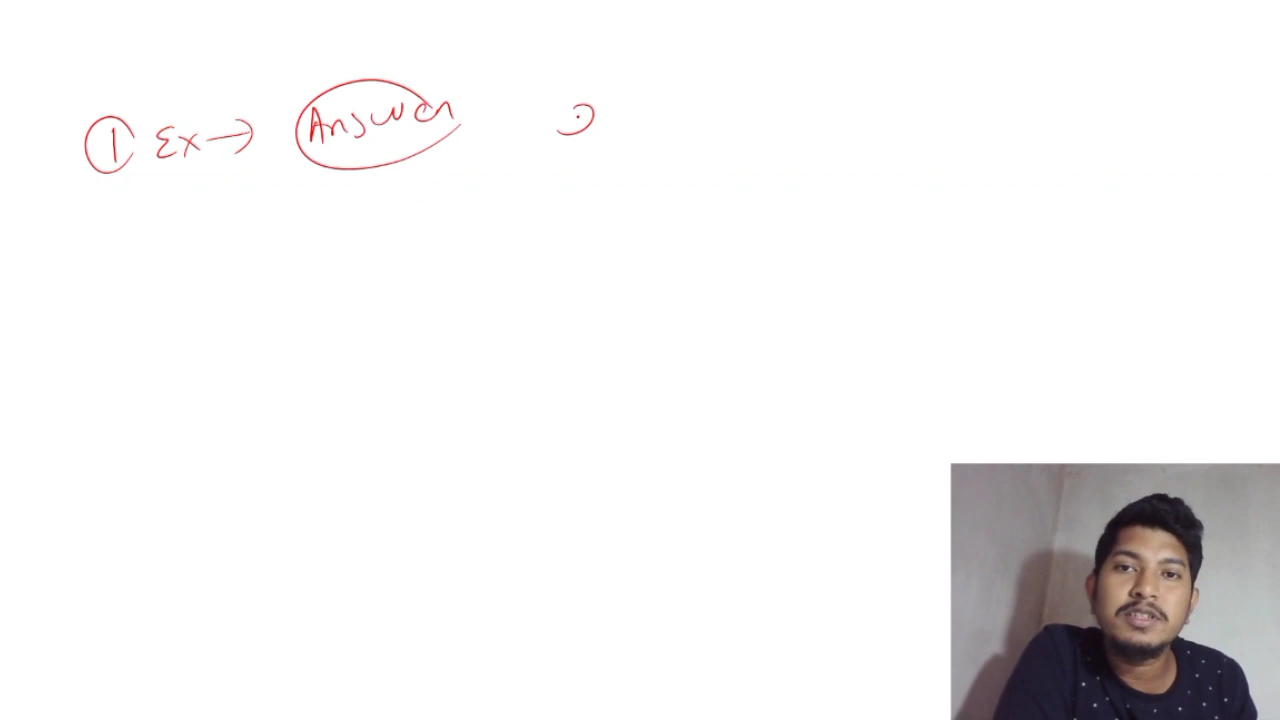 ① Ex → Answer